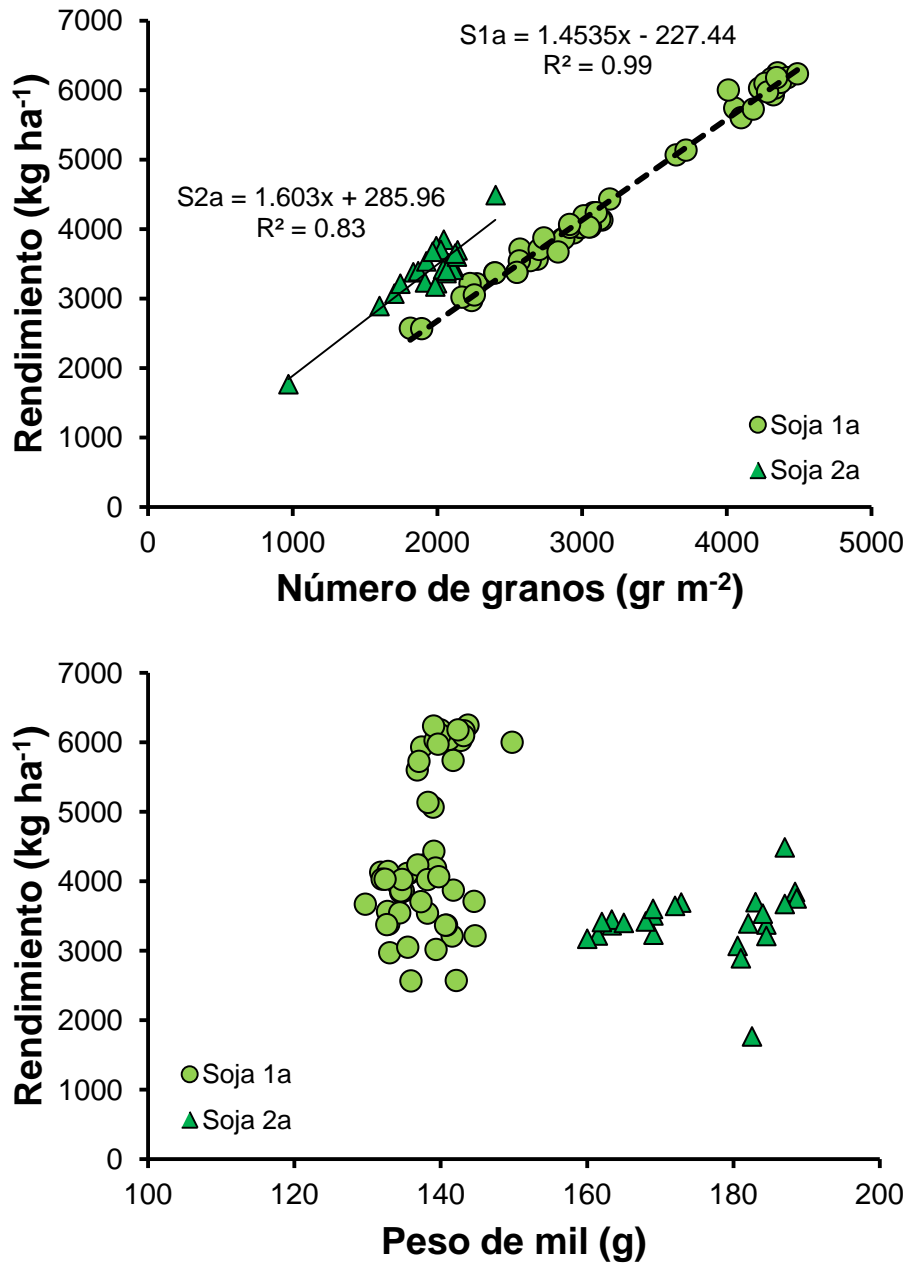 7000
6000
5000
4000
3000
2000
1000
0
Rendimiento (kg ha⁻¹)
S1a = 1.4535x - 227.44
R² = 0.99
S2a = 1.603x + 285.96
R² = 0.83
Soja 1a
Soja 2a
0 1000 2000 3000 4000 5000
Número de granos (gr m⁻²)
7000
6000
5000
4000
3000
2000
1000
0
Rendimiento (kg ha⁻¹)
Soja 1a
Soja 2a
100 120 140 160 180 200
Peso de mil (g)